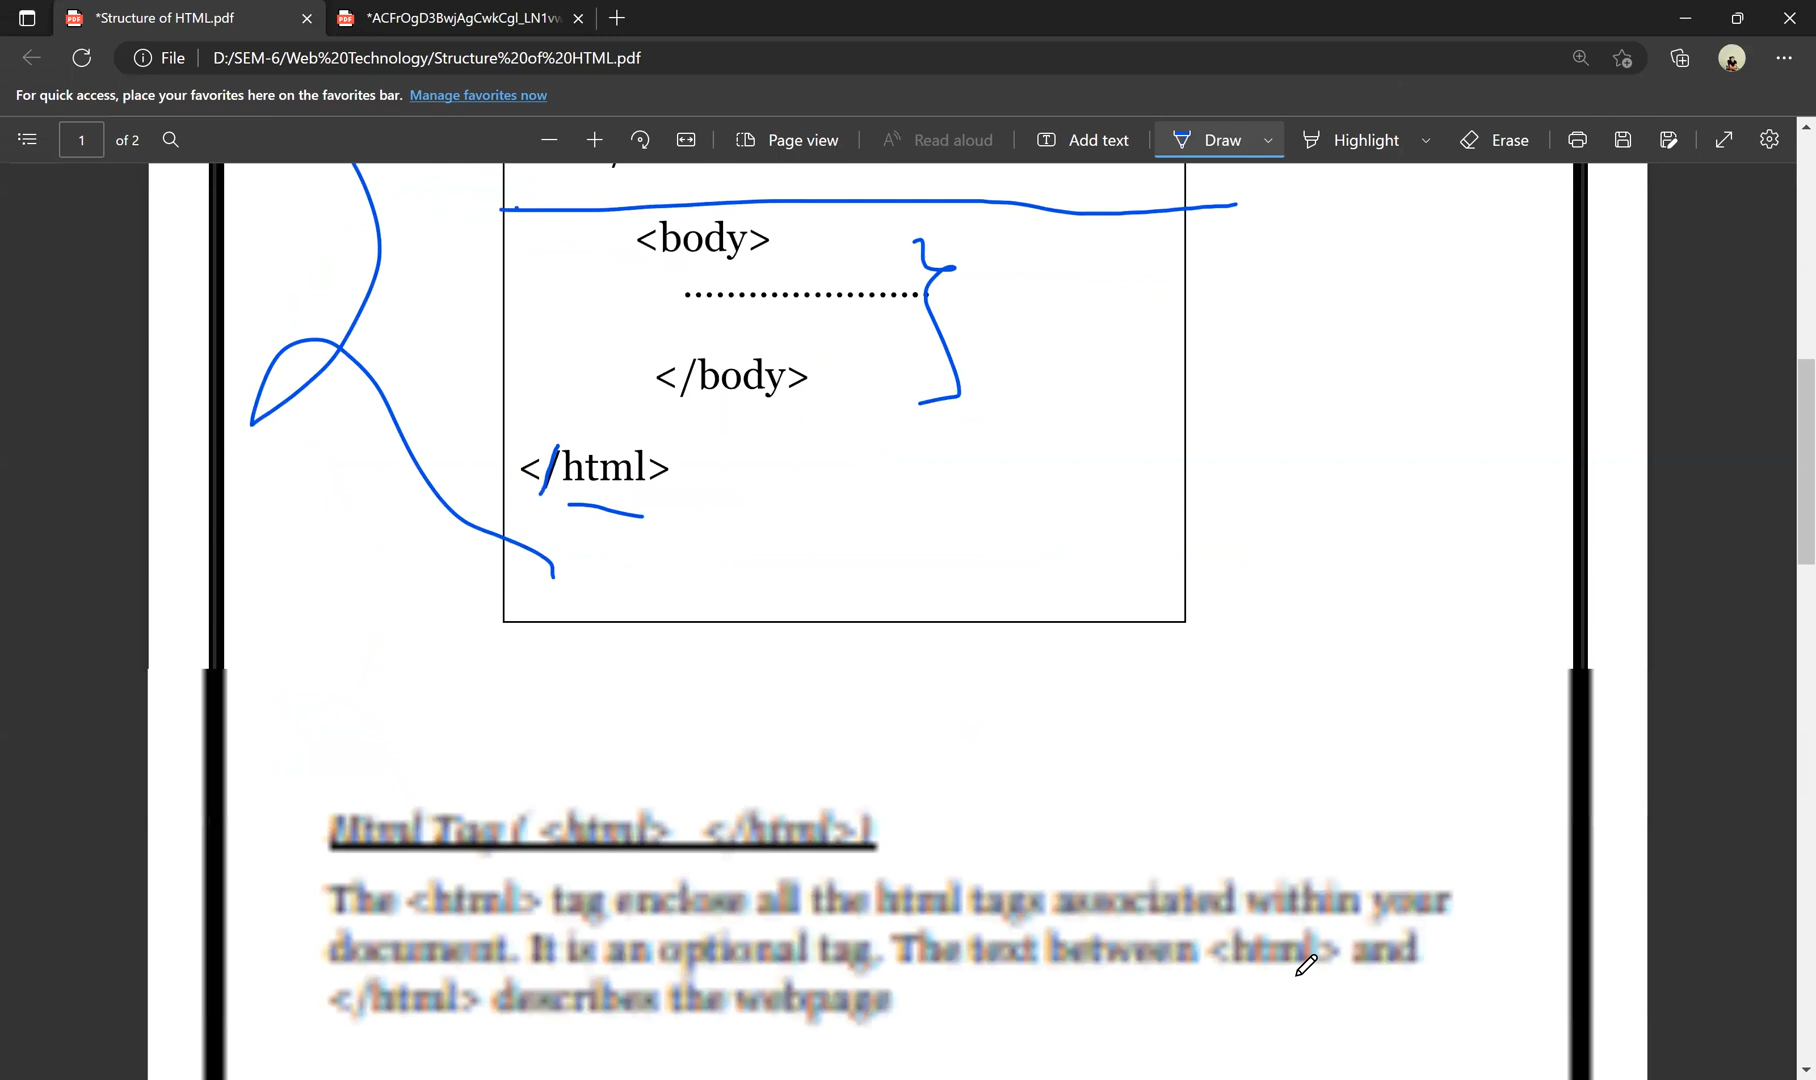 *Structure of HTML.pdf
*ACFrOgD3BwjAgCwkCgl_LN1vw
File D:/SEM-6/Web%20Technology/Structure%20of%20HTML.pdf
For quick access, place your favorites here on the favorites bar. Manage favorites now
1 of 2 Page view Read aloud Add text Draw Highlight Erase
<body>
.......................
</body>
</html>
Html Tag ( <html> </html>)
The <html> tag enclose all the html tags associated within your
document. It is an optional tag. The text between <html> and
</html> describes the webpage